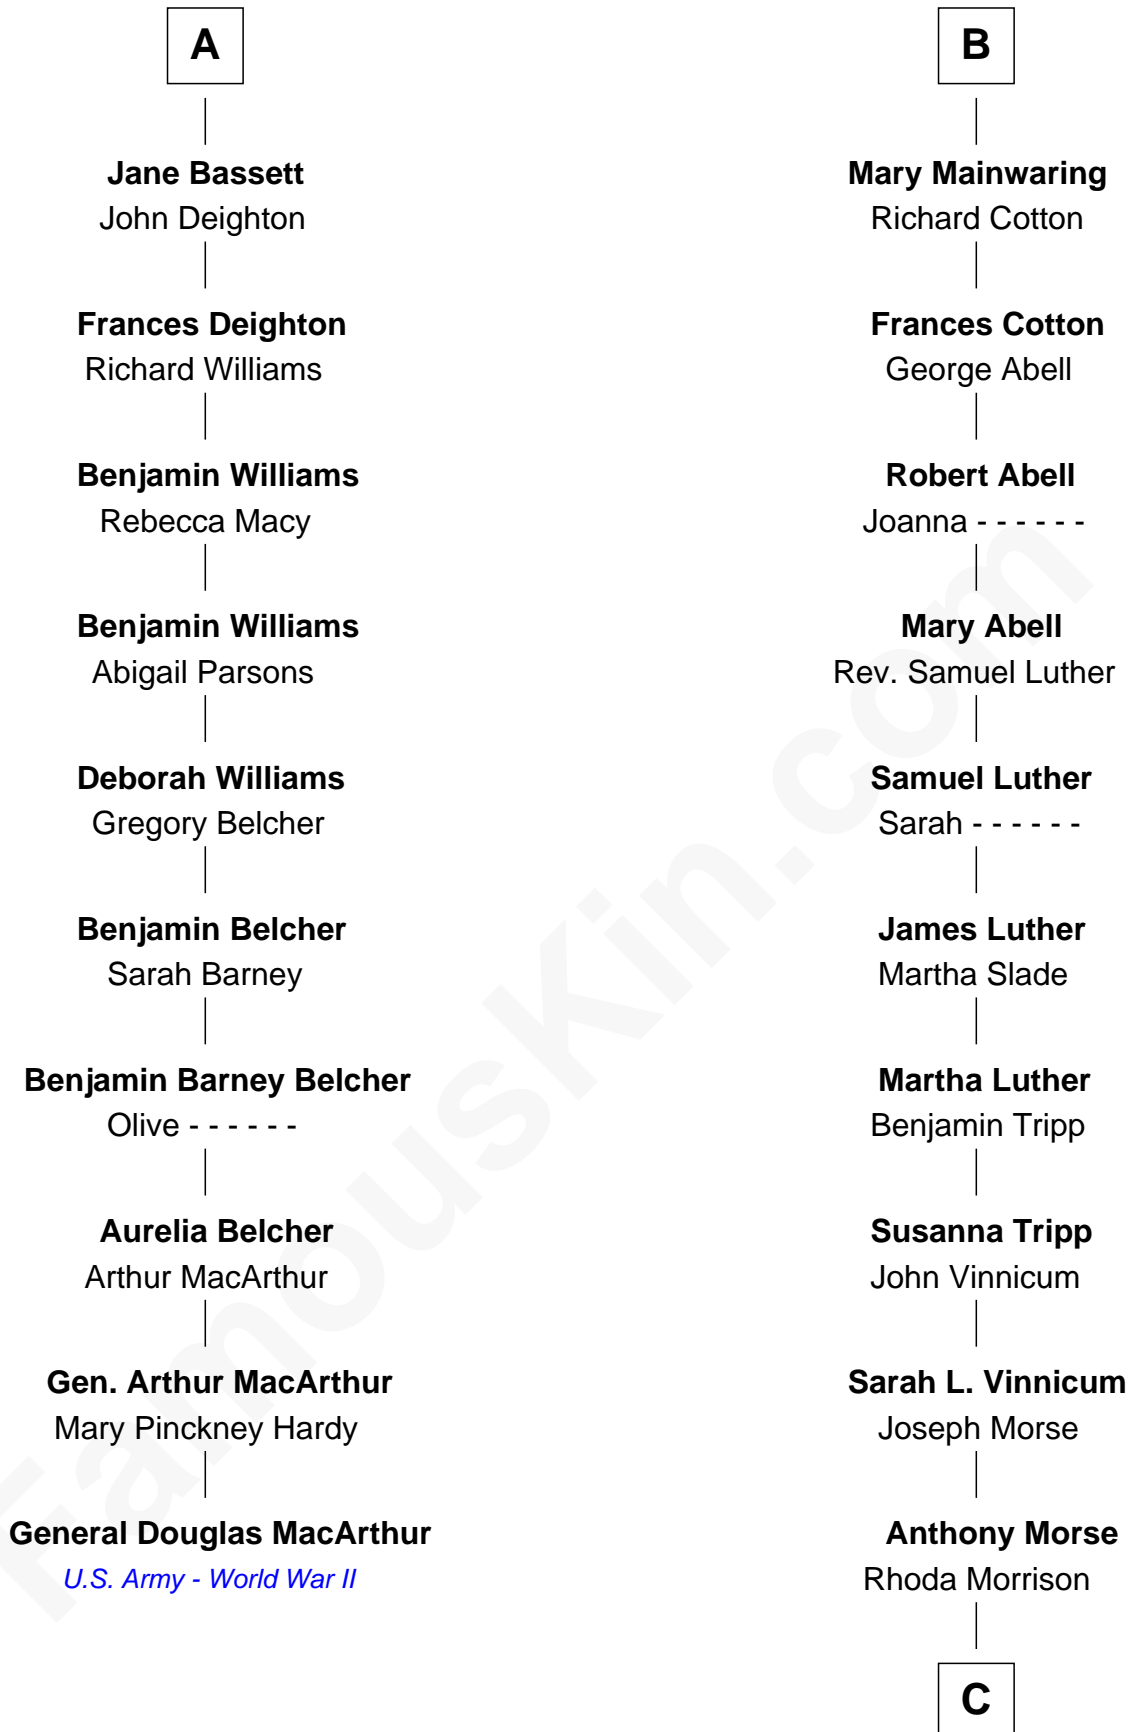 A
Jane Bassett
John Deighton
Frances Deighton
Richard Williams
Benjamin Williams
Rebecca Macy
Benjamin Williams
Abigail Parsons
Deborah Williams
Gregory Belcher
Benjamin Belcher
Sarah Barney
Benjamin Barney Belcher
Olive - - - - - -
Aurelia Belcher
Arthur MacArthur
Gen. Arthur MacArthur
Mary Pinckney Hardy
General Douglas MacArthur
U.S. Army - World War II
B
Mary Mainwaring
Richard Cotton
Frances Cotton
George Abell
Robert Abell
Joanna - - - - - -
Mary Abell
Rev. Samuel Luther
Samuel Luther
Sarah - - - - - -
James Luther
Martha Slade
Martha Luther
Benjamin Tripp
Susanna Tripp
John Vinnicum
Sarah L. Vinnicum
Joseph Morse
Anthony Morse
Rhoda Morrison
C
FamousKin.com